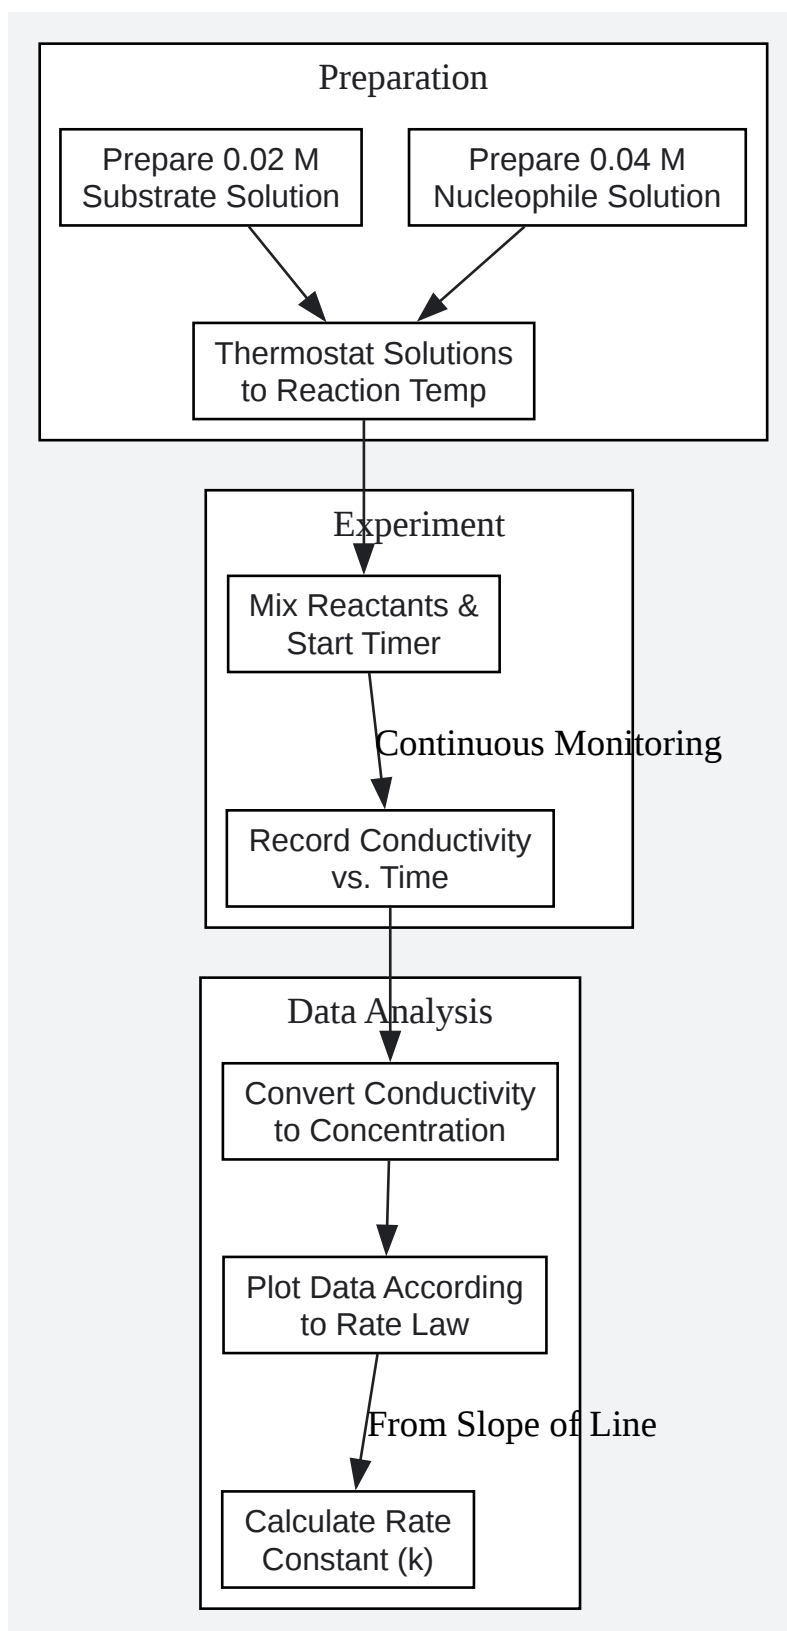 Preparation
Prepare 0.02 M
Substrate Solution
Prepare 0.04 M
Nucleophile Solution
Thermostat Solutions
to Reaction Temp
Experiment
Mix Reactants &
Start Timer
Continuous Monitoring
Record Conductivity
vs. Time
Data Analysis
Convert Conductivity
to Concentration
Plot Data According
to Rate Law
From Slope of Line
Calculate Rate
Constant (k)